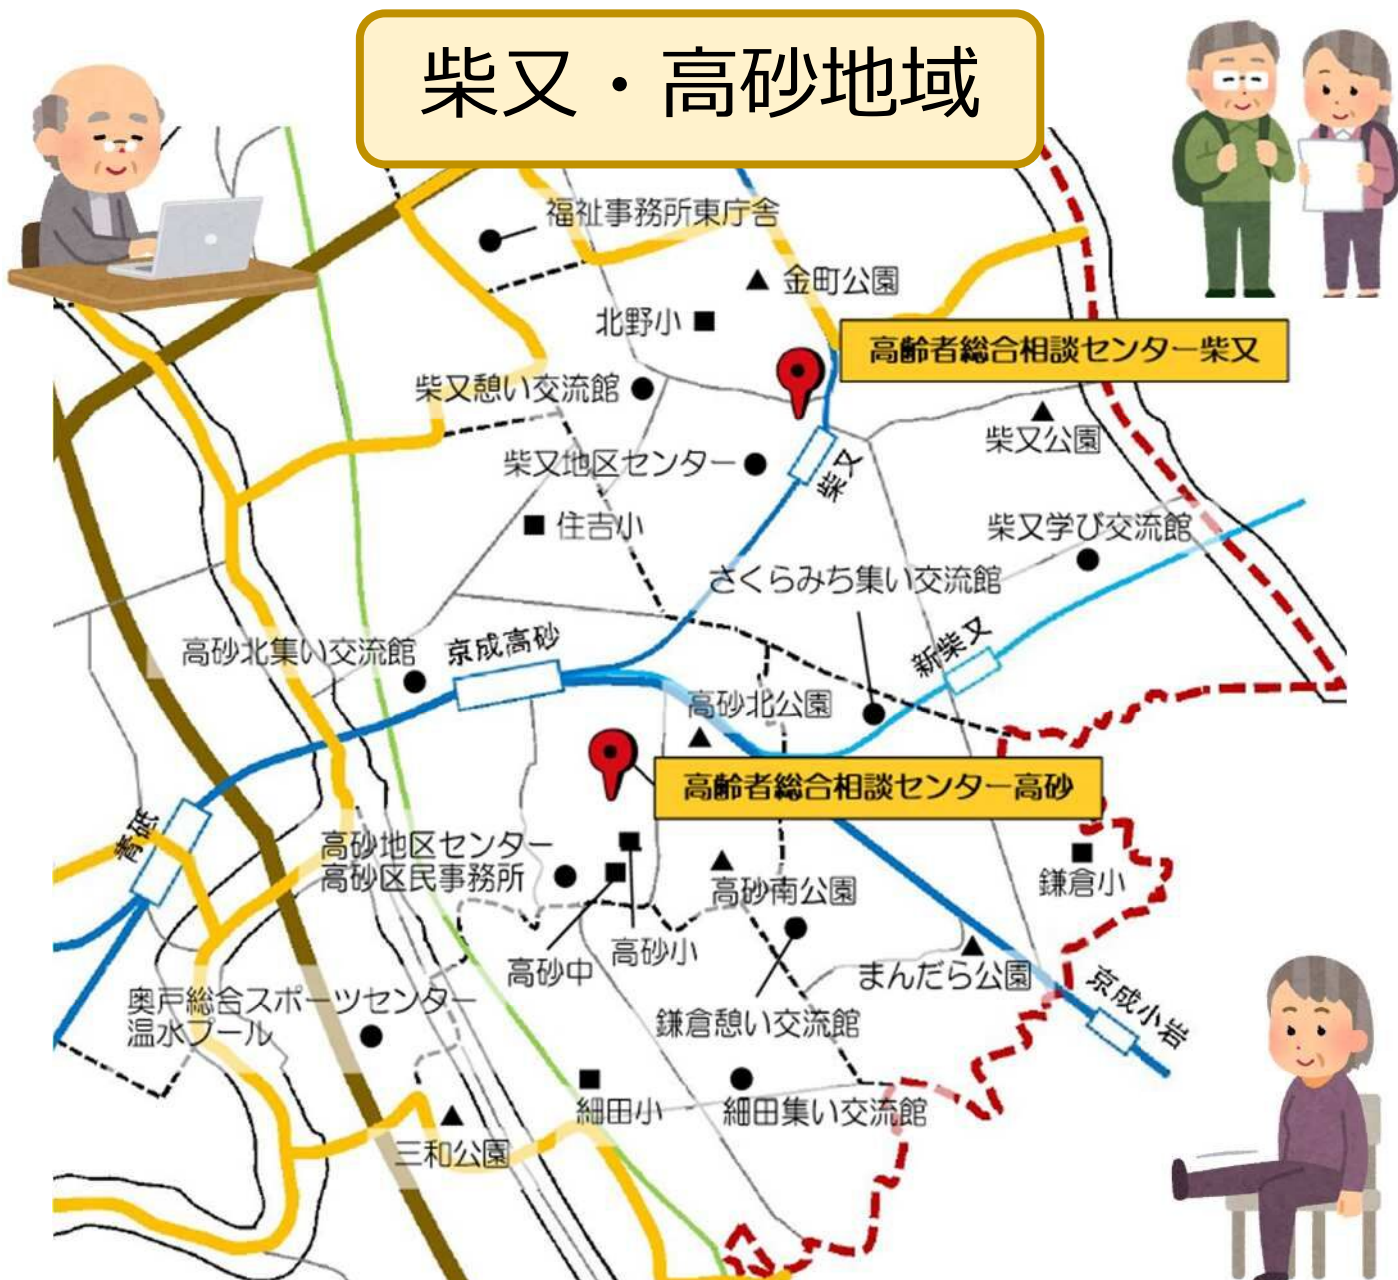 柴又・高砂地域
福祉事務所東庁舎
金町公園
北野小
高齢者総合相談センター柴又
柴又憩い交流館
柴又公園
柴又地区センター
柴又
住吉小
柴又学び交流館
さくらみち集い交流館
高砂北集い交流館
京成高砂
新柴又
高砂北公園
高齢者総合相談センター高砂
青砥
高砂地区センター
高砂区民事務所
高砂南公園
鎌倉小
高砂中
高砂小
まんだら公園
京成小岩
奥戸総合スポーツセンター
温水プール
鎌倉憩い交流館
細田小
細田集い交流館
三和公園